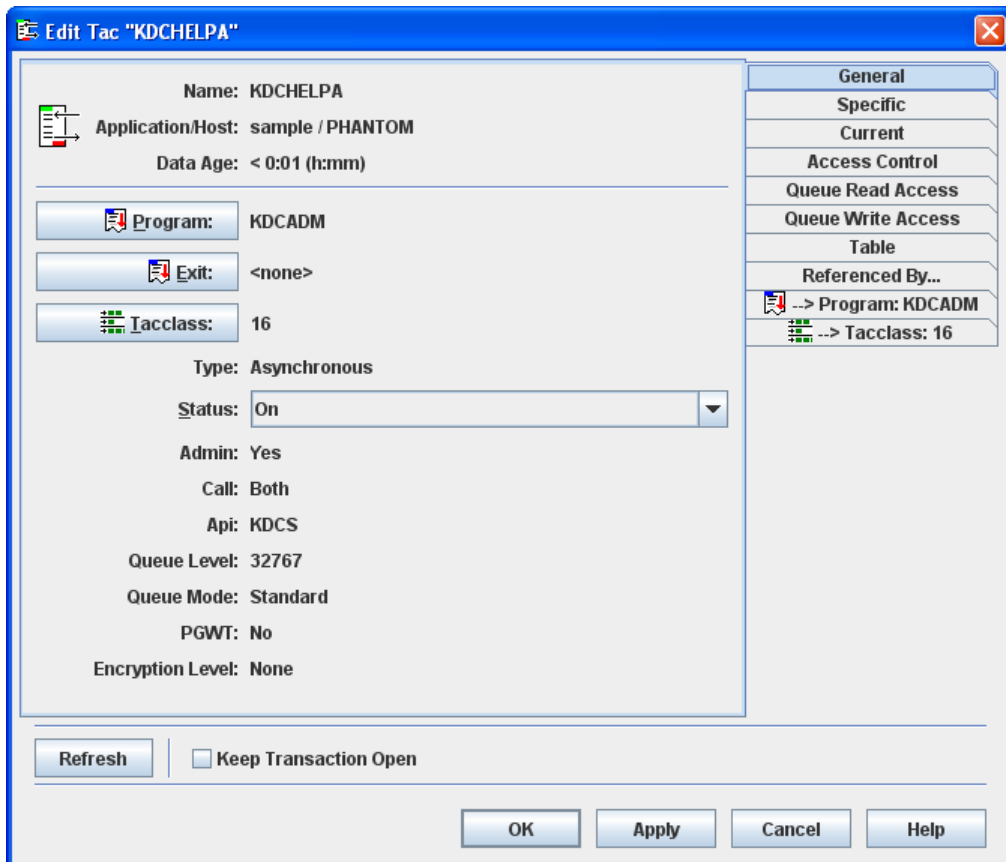 Edit Tac "KDCHELPA"
Name: KDCHELPA
Application/Host: sample / PHANTOM
Data Age: < 0:01 (h:mm)
Program: KDCADM
Exit: <none>
Tacclass: 16
Type: Asynchronous
Status: On
Admin: Yes
Call: Both
Api: KDCS
Queue Level: 32767
Queue Mode: Standard
PGWT: No
Encryption Level: None
General
Specific
Current
Access Control
Queue Read Access
Queue Write Access
Table
Referenced By...
--> Program: KDCADM
--> Tacclass: 16
Refresh
Keep Transaction Open
OK
Apply
Cancel
Help